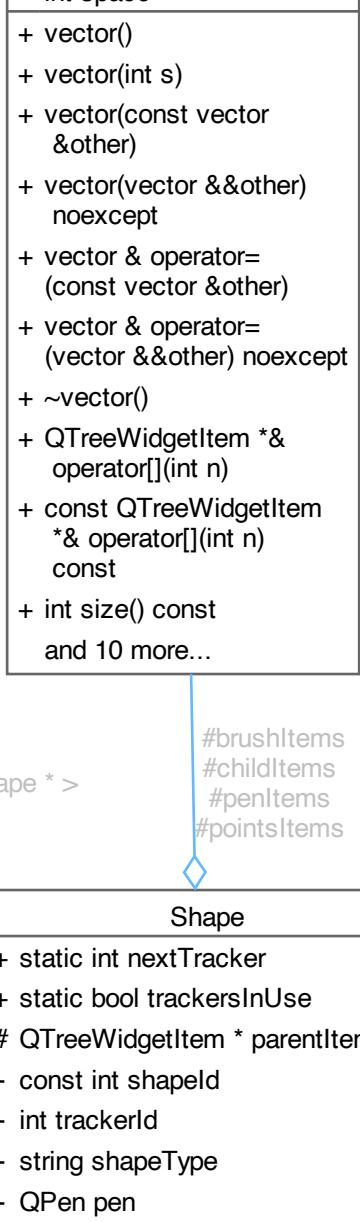 int space
+ vector()
+ vector(int s)
+ vector(const vector
&other)
+ vector(vector &&other)
noexcept
+ vector & operator=
(const vector &other)
+ vector & operator=
(vector &&other) noexcept
+ ~vector()
+ QTreeWidgetItem *&
operator[](int n)
+ const QTreeWidgetItem
*& operator[](int n)
const
+ int size() const
and 10 more...
#brushItems
#childItems
#penItems
#pointsItems
ape * >
Shape
+ static int nextTracker
+ static bool trackersInUse
# QTreeWidgetItem * parentIte
- const int shapeId
- int trackerId
- string shapeType
- QPen pen